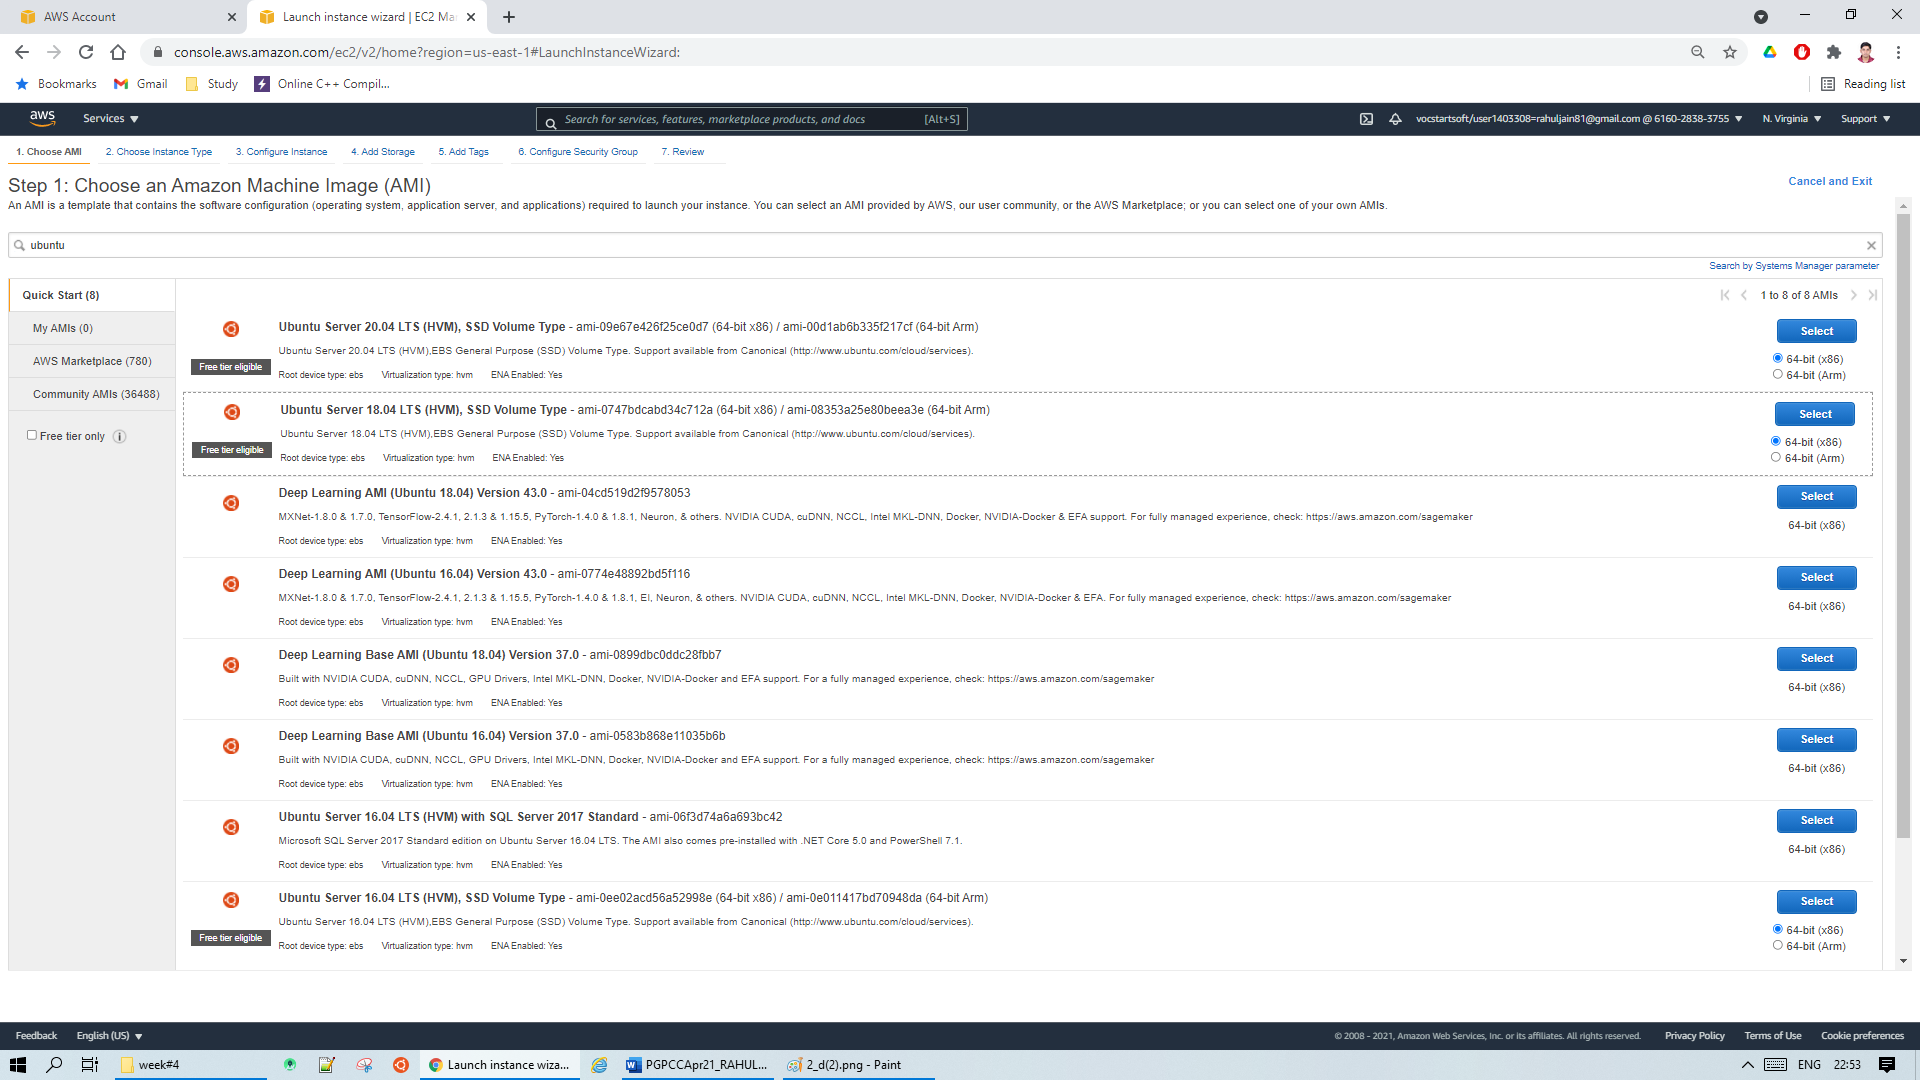 AWS Account
Launch instance wizard | EC2 Ma
console.aws.amazon.com/ec2/v2/home?region=us-east-1#LaunchInstanceWizard:
Bookmarks Gmail Study Online C++ Compil... Reading list
aws Services Search for services, features, marketplace products, and docs [Alt+S] vocstartsoft/user1403308=rahuljain81@gmail.com @ 6160-2838-3755 N. Virginia Support
1. Choose AMI 2. Choose Instance Type 3. Configure Instance 4. Add Storage 5. Add Tags 6. Configure Security Group 7. Review
Step 1: Choose an Amazon Machine Image (AMI)
Cancel and Exit
An AMI is a template that contains the software configuration (operating system, application server, and applications) required to launch your instance. You can select an AMI provided by AWS, our user community, or the AWS Marketplace; or you can select one of your own AMIs.
ubuntu
Search by Systems Manager parameter
Quick Start (8)
My AMIs (0)
AWS Marketplace (780)
Community AMIs (36488)
Free tier only
1 to 8 of 8 AMIs
Ubuntu Server 20.04 LTS (HVM), SSD Volume Type - ami-09e67e426f25ce0d7 (64-bit x86) / ami-00d1ab6b335f217cf (64-bit Arm)
Ubuntu Server 20.04 LTS (HVM),EBS General Purpose (SSD) Volume Type. Support available from Canonical (http://www.ubuntu.com/cloud/services).
Free tier eligible
Root device type: ebs Virtualization type: hvm ENA Enabled: Yes
Select
64-bit (x86)
64-bit (Arm)
Ubuntu Server 18.04 LTS (HVM), SSD Volume Type - ami-0747bdcabd34c712a (64-bit x86) / ami-08353a25e80beea3e (64-bit Arm)
Ubuntu Server 18.04 LTS (HVM),EBS General Purpose (SSD) Volume Type. Support available from Canonical (http://www.ubuntu.com/cloud/services).
Free tier eligible
Root device type: ebs Virtualization type: hvm ENA Enabled: Yes
Select
64-bit (x86)
64-bit (Arm)
Deep Learning AMI (Ubuntu 18.04) Version 43.0 - ami-04cd519d2f9578053
MXNet-1.8.0 & 1.7.0, TensorFlow-2.4.1, 2.1.3 & 1.15.5, PyTorch-1.4.0 & 1.8.1, Neuron, & others. NVIDIA CUDA, cuDNN, NCCL, Intel MKL-DNN, Docker, NVIDIA-Docker & EFA support. For fully managed experience, check: https://aws.amazon.com/sagemaker
Root device type: ebs Virtualization type: hvm ENA Enabled: Yes
Select
64-bit (x86)
Deep Learning AMI (Ubuntu 16.04) Version 43.0 - ami-0774e48892bd5f116
MXNet-1.8.0 & 1.7.0, TensorFlow-2.4.1, 2.1.3 & 1.15.5, PyTorch-1.4.0 & 1.8.1, EI, Neuron, & others. NVIDIA CUDA, cuDNN, NCCL, Intel MKL-DNN, Docker, NVIDIA-Docker & EFA. For fully managed experience, check: https://aws.amazon.com/sagemaker
Root device type: ebs Virtualization type: hvm ENA Enabled: Yes
Select
64-bit (x86)
Deep Learning Base AMI (Ubuntu 18.04) Version 37.0 - ami-0899dbc0ddc28fbb7
Built with NVIDIA CUDA, cuDNN, NCCL, GPU Drivers, Intel MKL-DNN, Docker, NVIDIA-Docker and EFA support. For a fully managed experience, check: https://aws.amazon.com/sagemaker
Root device type: ebs Virtualization type: hvm ENA Enabled: Yes
Select
64-bit (x86)
Deep Learning Base AMI (Ubuntu 16.04) Version 37.0 - ami-0583b868e11035b6b
Built with NVIDIA CUDA, cuDNN, NCCL, GPU Drivers, Intel MKL-DNN, Docker, NVIDIA-Docker and EFA support. For a fully managed experience, check: https://aws.amazon.com/sagemaker
Root device type: ebs Virtualization type: hvm ENA Enabled: Yes
Select
64-bit (x86)
Ubuntu Server 16.04 LTS (HVM) with SQL Server 2017 Standard - ami-06f3d74a6a693bc42
Microsoft SQL Server 2017 Standard edition on Ubuntu Server 16.04 LTS. The AMI also comes pre-installed with .NET Core 5.0 and PowerShell 7.1.
Root device type: ebs Virtualization type: hvm ENA Enabled: Yes
Select
64-bit (x86)
Ubuntu Server 16.04 LTS (HVM), SSD Volume Type - ami-0ee02acd56a52998e (64-bit x86) / ami-0e011417bd70948da (64-bit Arm)
Ubuntu Server 16.04 LTS (HVM),EBS General Purpose (SSD) Volume Type. Support available from Canonical (http://www.ubuntu.com/cloud/services).
Free tier eligible
Root device type: ebs Virtualization type: hvm ENA Enabled: Yes
Select
64-bit (x86)
64-bit (Arm)
Feedback English (US) © 2008 - 2021, Amazon Web Services, Inc. or its affiliates. All rights reserved. Privacy Policy Terms of Use Cookie preferences
week#4 Launch instance wiza... PGPCCApr21_RAHUL... 2_d(2).png - Paint ENG 22:53